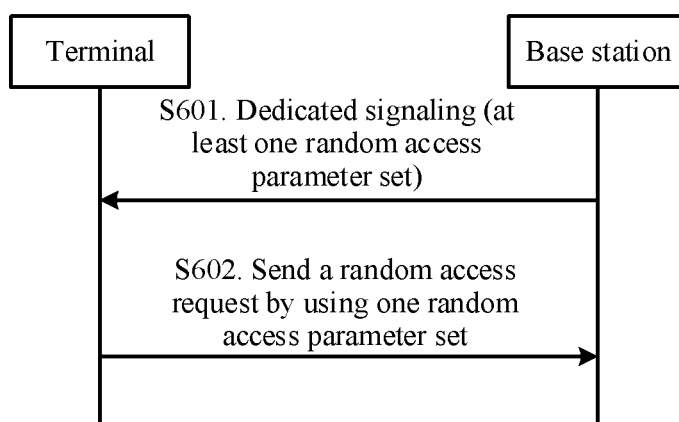 Terminal
Base station
S601. Dedicated signaling (at
least one random access
parameter set)
S602. Send a random access
request by using one random
access parameter set